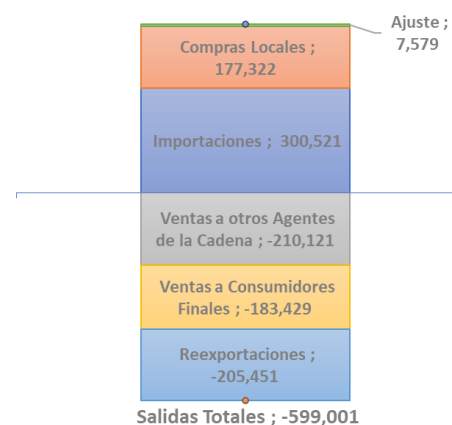 Ajuste ;
7,579
Compras Locales ;
177,322
Importaciones ; 300,521
Ventas a otros Agentes
de la Cadena ; -210,121
Ventas a Consumidores
Finales ; -183,429
Reexportaciones ;
-205,451
Salidas Totales ; -599,001